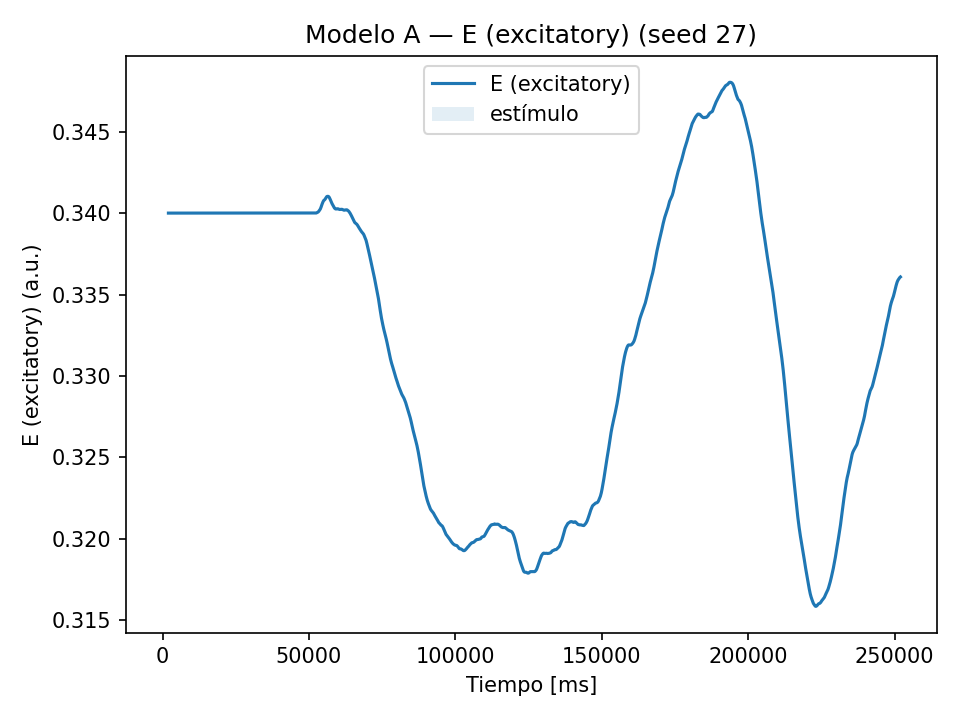 Modelo A — E (excitatory) (seed 27)
E (excitatory)
estímulo
E (excitatory) (a.u.)
0.345
0.340
0.335
0.330
0.325
0.320
0.315
0 50000 100000 150000 200000 250000
Tiempo [ms]